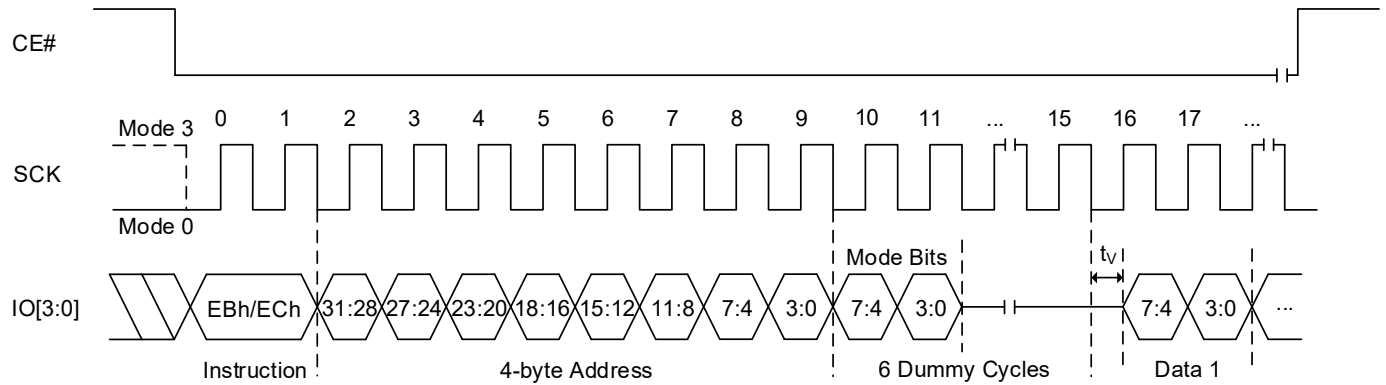 CE#
Mode 3 0 1 2 3 4 5 6 7 8 9 10 11 ... 15 16 17 ...
SCK
Mode 0
Mode Bits tV
IO[3:0] EBh/ECh 31:28 27:24 23:20 18:16 15:12 11:8 7:4 3:0 7:4 3:0 7:4 3:0 ...
Instruction 4-byte Address 6 Dummy Cycles Data 1